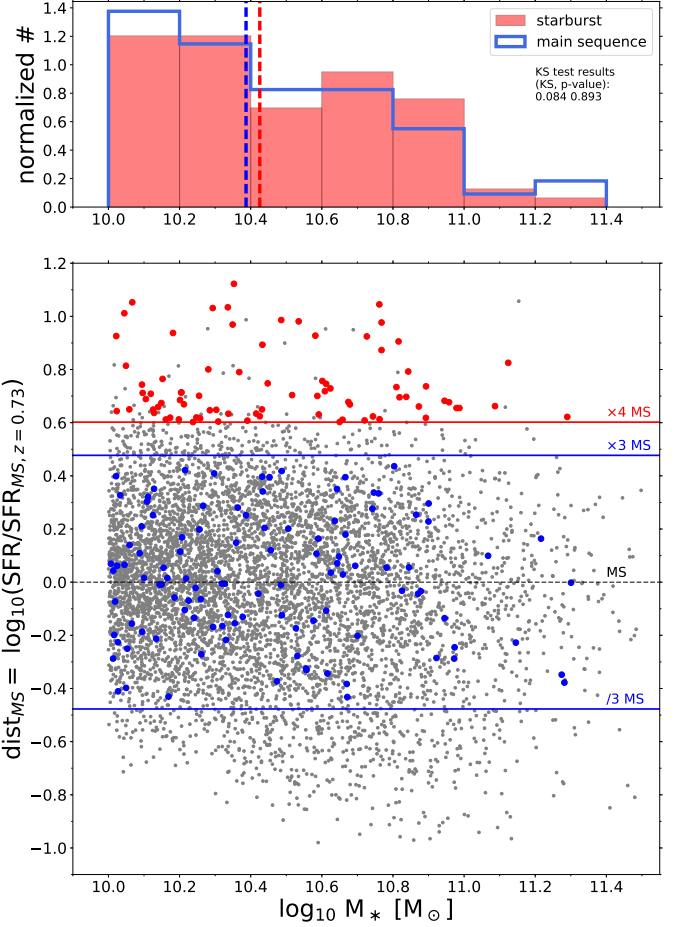 normalized #
1.4
1.2
1.0
0.8
0.6
0.4
0.2
0.0
starburst
main sequence
KS test results
(KS, p-value):
0.084 0.893
10.0 10.2 10.4 10.6 10.8 11.0 11.2 11.4
dist_{MS} = log₁₀(SFR/SFR_{MS, z = 0.73})
1.2
1.0
0.8
0.6
0.4
0.2
0.0
−0.2
−0.4
−0.6
−0.8
−1.0
×4 MS
×3 MS
MS
/3 MS
10.0 10.2 10.4 10.6 10.8 11.0 11.2 11.4
log₁₀ M∗ [M⊙]